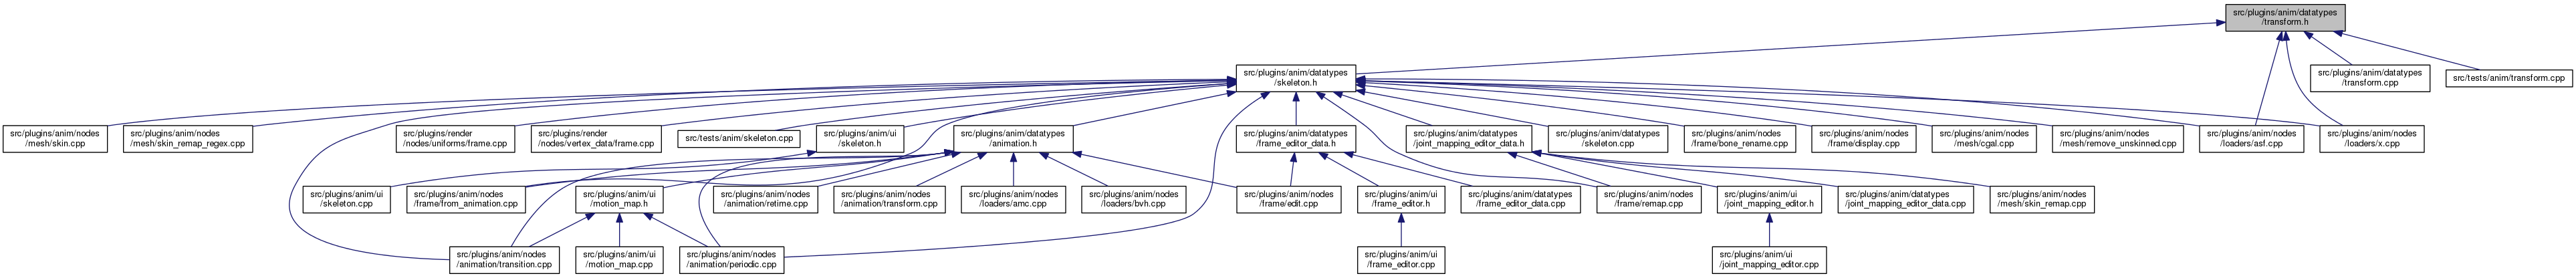 src/plugins/anim/datatypes
/transform.h
src/plugins/anim/datatypes
/skeleton.h
src/plugins/anim/datatypes
/transform.cpp
src/tests/anim/transform.cpp
src/plugins/anim/nodes
/mesh/skin.cpp
src/plugins/anim/nodes
/mesh/skin_remap_regex.cpp
src/plugins/render
/nodes/uniforms/frame.cpp
src/plugins/render
/nodes/vertex_data/frame.cpp
src/tests/anim/skeleton.cpp
src/plugins/anim/ui
/skeleton.h
src/plugins/anim/datatypes
/animation.h
src/plugins/anim/datatypes
/frame_editor_data.h
src/plugins/anim/datatypes
/joint_mapping_editor_data.h
src/plugins/anim/datatypes
/skeleton.cpp
src/plugins/anim/nodes
/frame/bone_rename.cpp
src/plugins/anim/nodes
/frame/display.cpp
src/plugins/anim/nodes
/mesh/cgal.cpp
src/plugins/anim/nodes
/mesh/remove_unskinned.cpp
src/plugins/anim/nodes
/loaders/asf.cpp
src/plugins/anim/nodes
/loaders/x.cpp
src/plugins/anim/ui
/skeleton.cpp
src/plugins/anim/nodes
/frame/from_animation.cpp
src/plugins/anim/ui
/motion_map.h
src/plugins/anim/nodes
/animation/retime.cpp
src/plugins/anim/nodes
/animation/transform.cpp
src/plugins/anim/nodes
/loaders/amc.cpp
src/plugins/anim/nodes
/loaders/bvh.cpp
src/plugins/anim/nodes
/frame/edit.cpp
src/plugins/anim/ui
/frame_editor.h
src/plugins/anim/datatypes
/frame_editor_data.cpp
src/plugins/anim/nodes
/frame/remap.cpp
src/plugins/anim/ui
/joint_mapping_editor.h
src/plugins/anim/datatypes
/joint_mapping_editor_data.cpp
src/plugins/anim/nodes
/mesh/skin_remap.cpp
src/plugins/anim/nodes
/animation/transition.cpp
src/plugins/anim/ui
/motion_map.cpp
src/plugins/anim/nodes
/animation/periodic.cpp
src/plugins/anim/ui
/frame_editor.cpp
src/plugins/anim/ui
/joint_mapping_editor.cpp